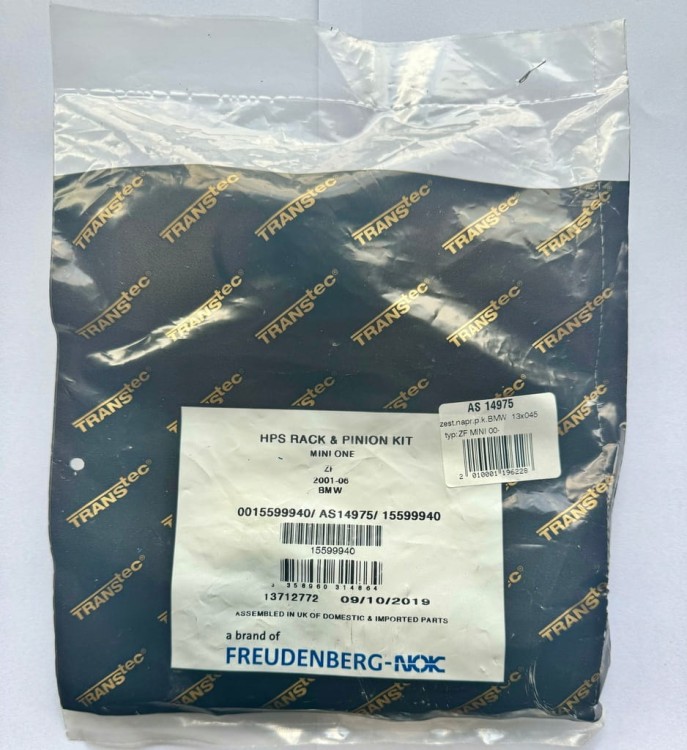 TRANStec®
AS 14975
zest.napr.p.k.BMW 13x045
typ:ZF MINI 00-
2 010001 196228
HPS RACK & PINION KIT
MINI ONE
ZF
2001-06
BMW
0015599940/ AS14975/ 15599940
15599940
358960 314864
13712772 09/10/2019
ASSEMBLED IN UK OF DOMESTIC & IMPORTED PARTS
a brand of
FREUDENBERG-NOK